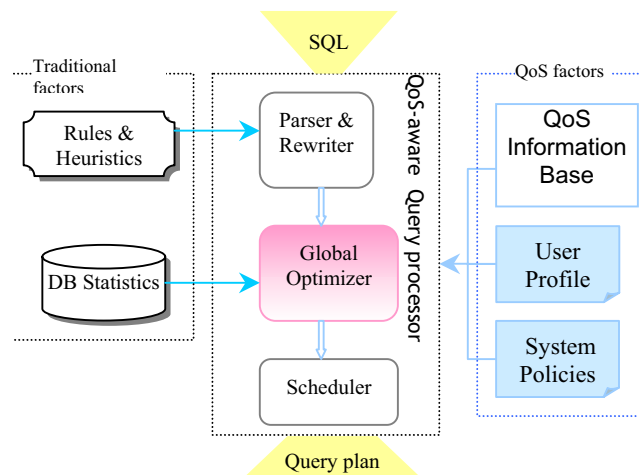 SQL
Traditional
factors
Rules &
Heuristics
DB Statistics
Parser &
Rewriter
Global
Optimizer
Scheduler
QoS-aware Query processor
QoS factors
QoS
Information
Base
User
Profile
System
Policies
Query plan